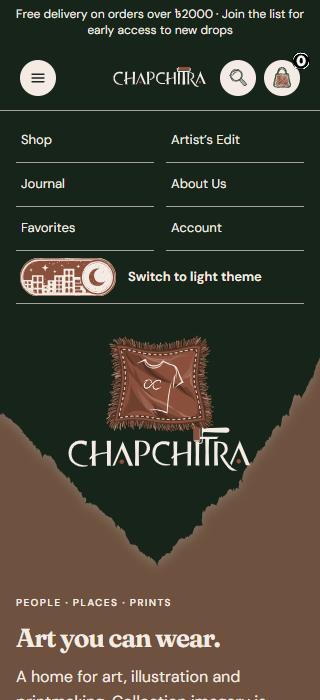 Free delivery on orders over ৳2000 · Join the list for
early access to new drops
CHAPCHITRA
0
Shop
Artist's Edit
Journal
About Us
Favorites
Account
Switch to light theme
CHAPCHITRA
PEOPLE · PLACES · PRINTS
Art you can wear.
A home for art, illustration and